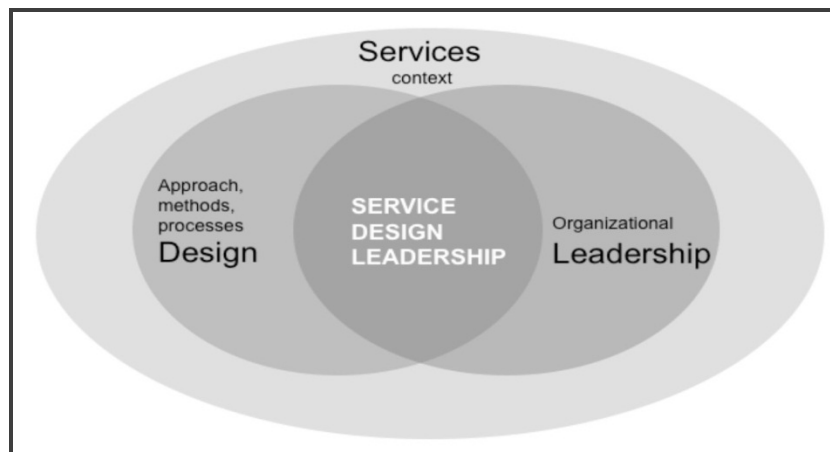 Services
context
Approach,
methods,
processes
Design
SERVICE
DESIGN
LEADERSHIP
Organizational
Leadership